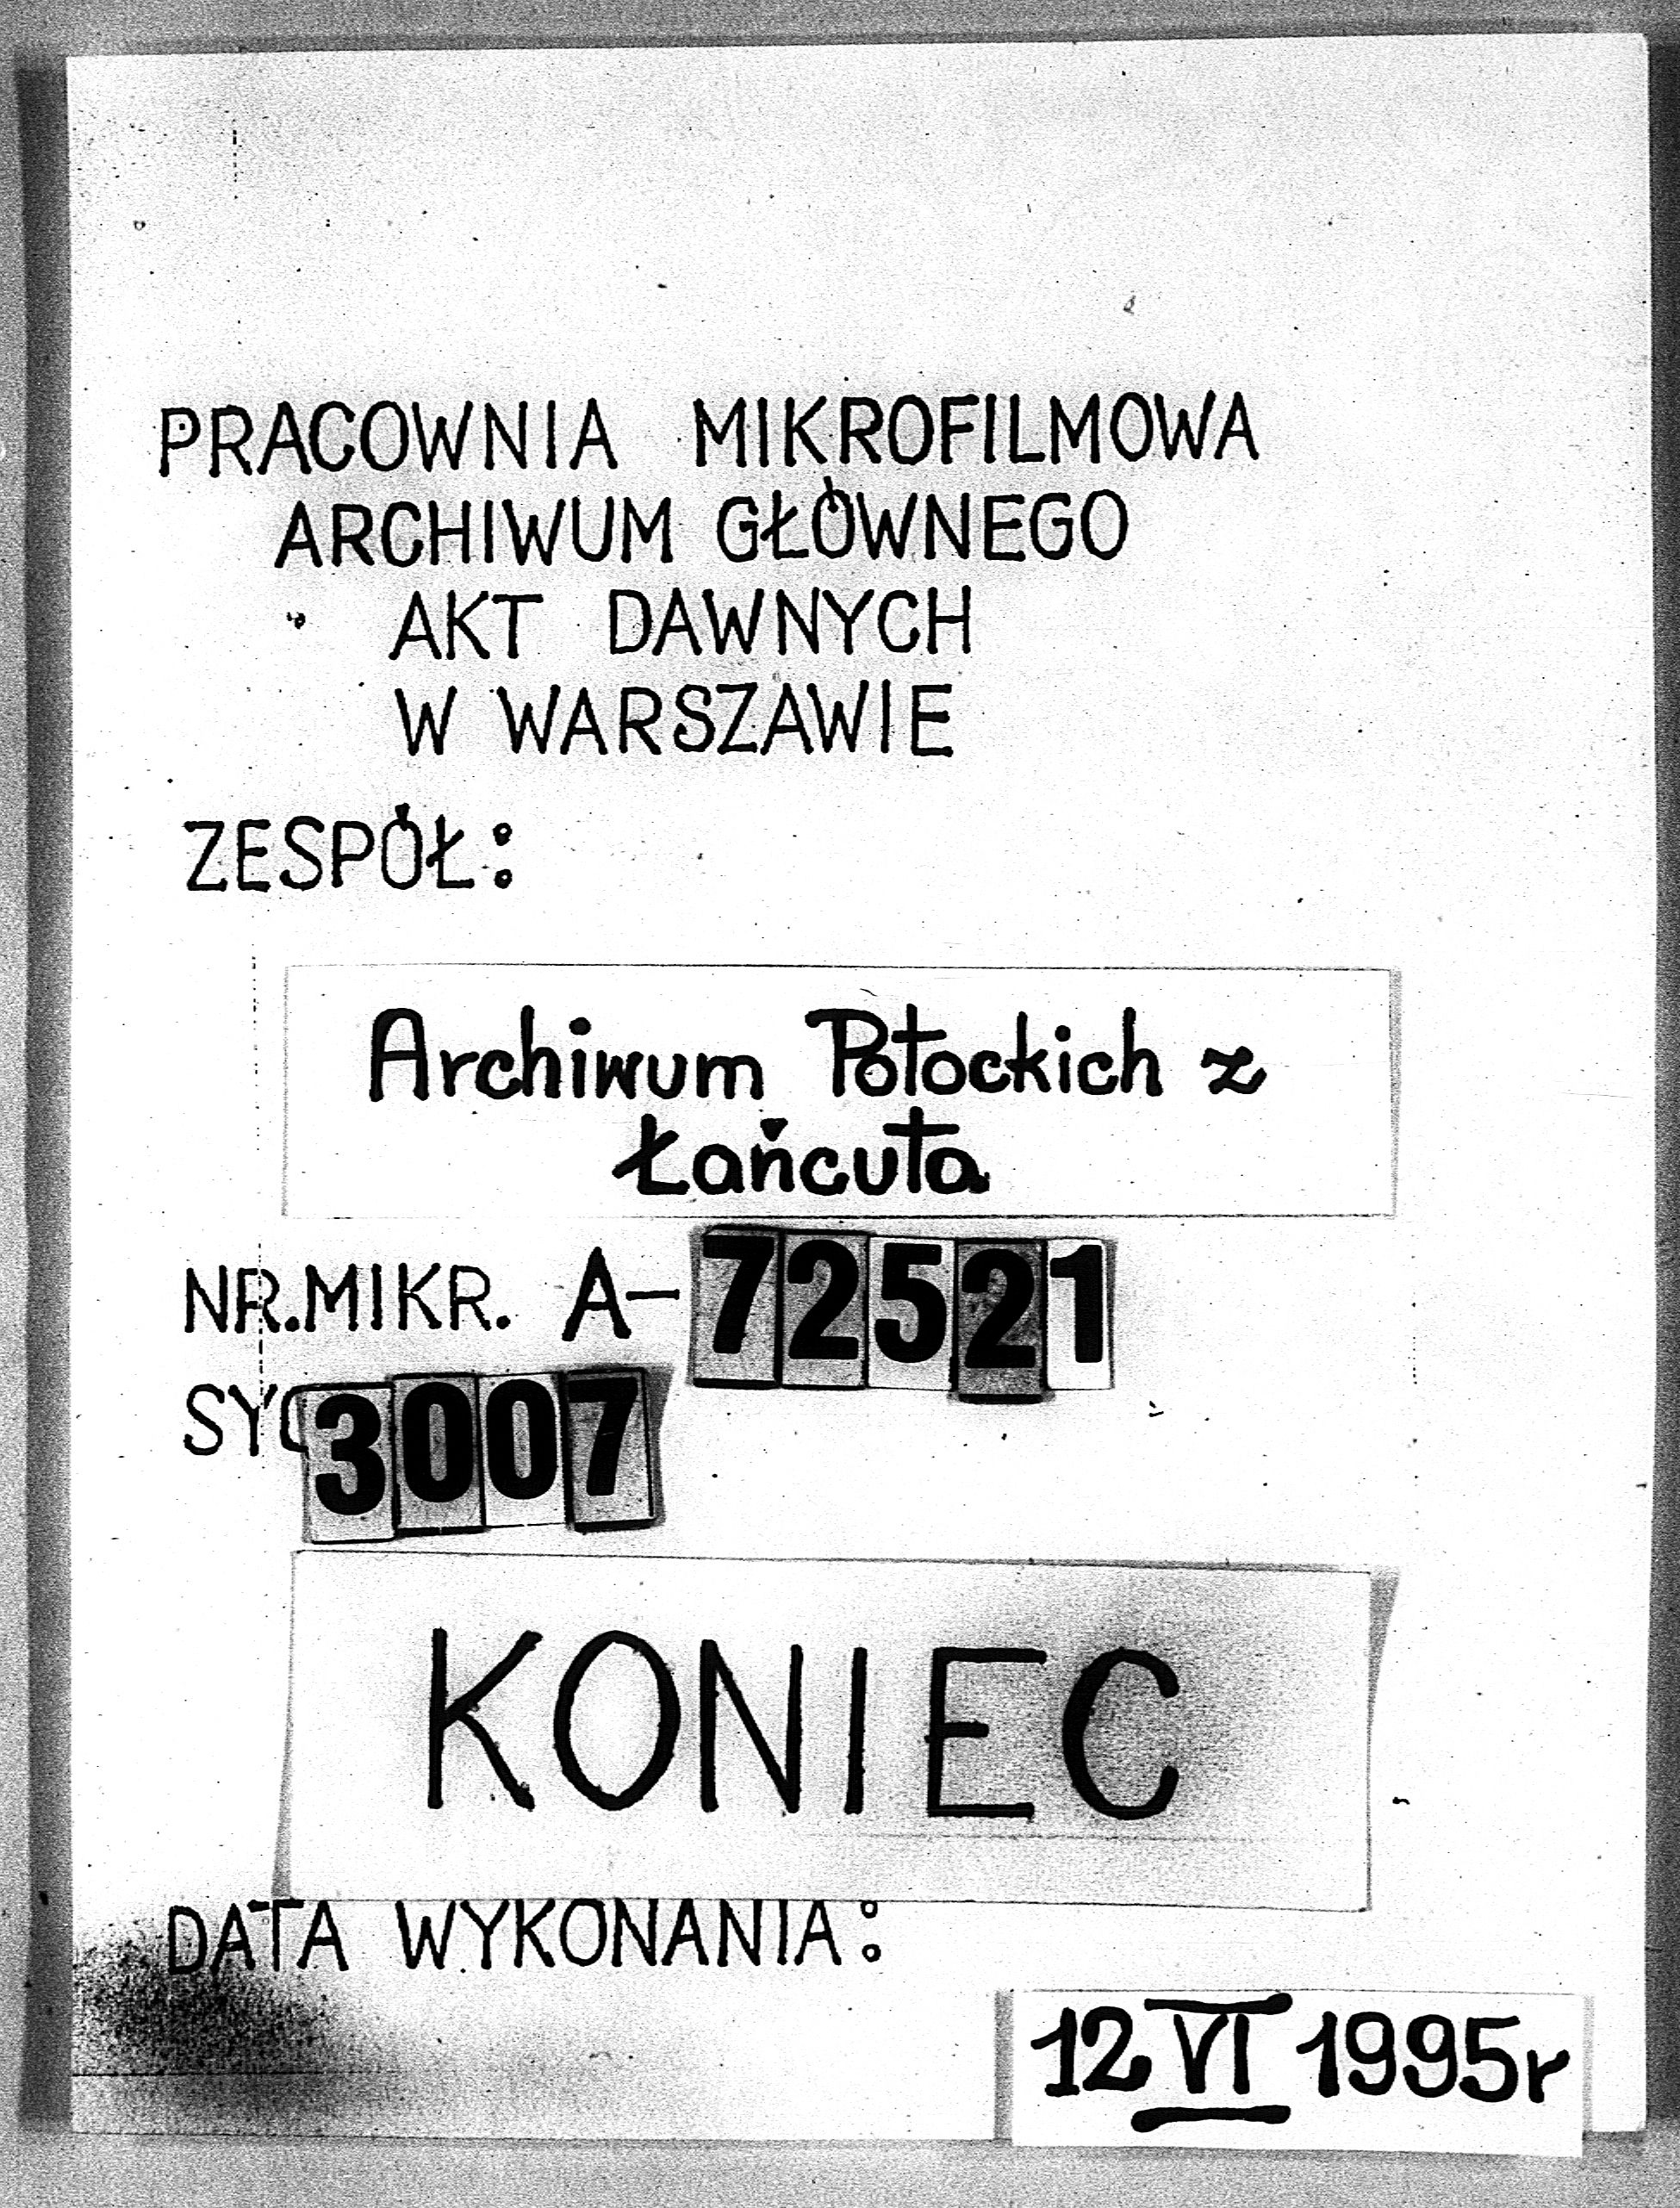 PRACOWNIA MIKROFILMOWA
ARCHIWUM GŁÓWNEGO
AKT DAWNYCH
W WARSZAWIE
ZESPÓŁ:
Archiwum Potockich z
Łańcuta
NR.MIKR. A-72521
SYG 3007
KONIEC
DATA WYKONANIA:
12 VI 1995r